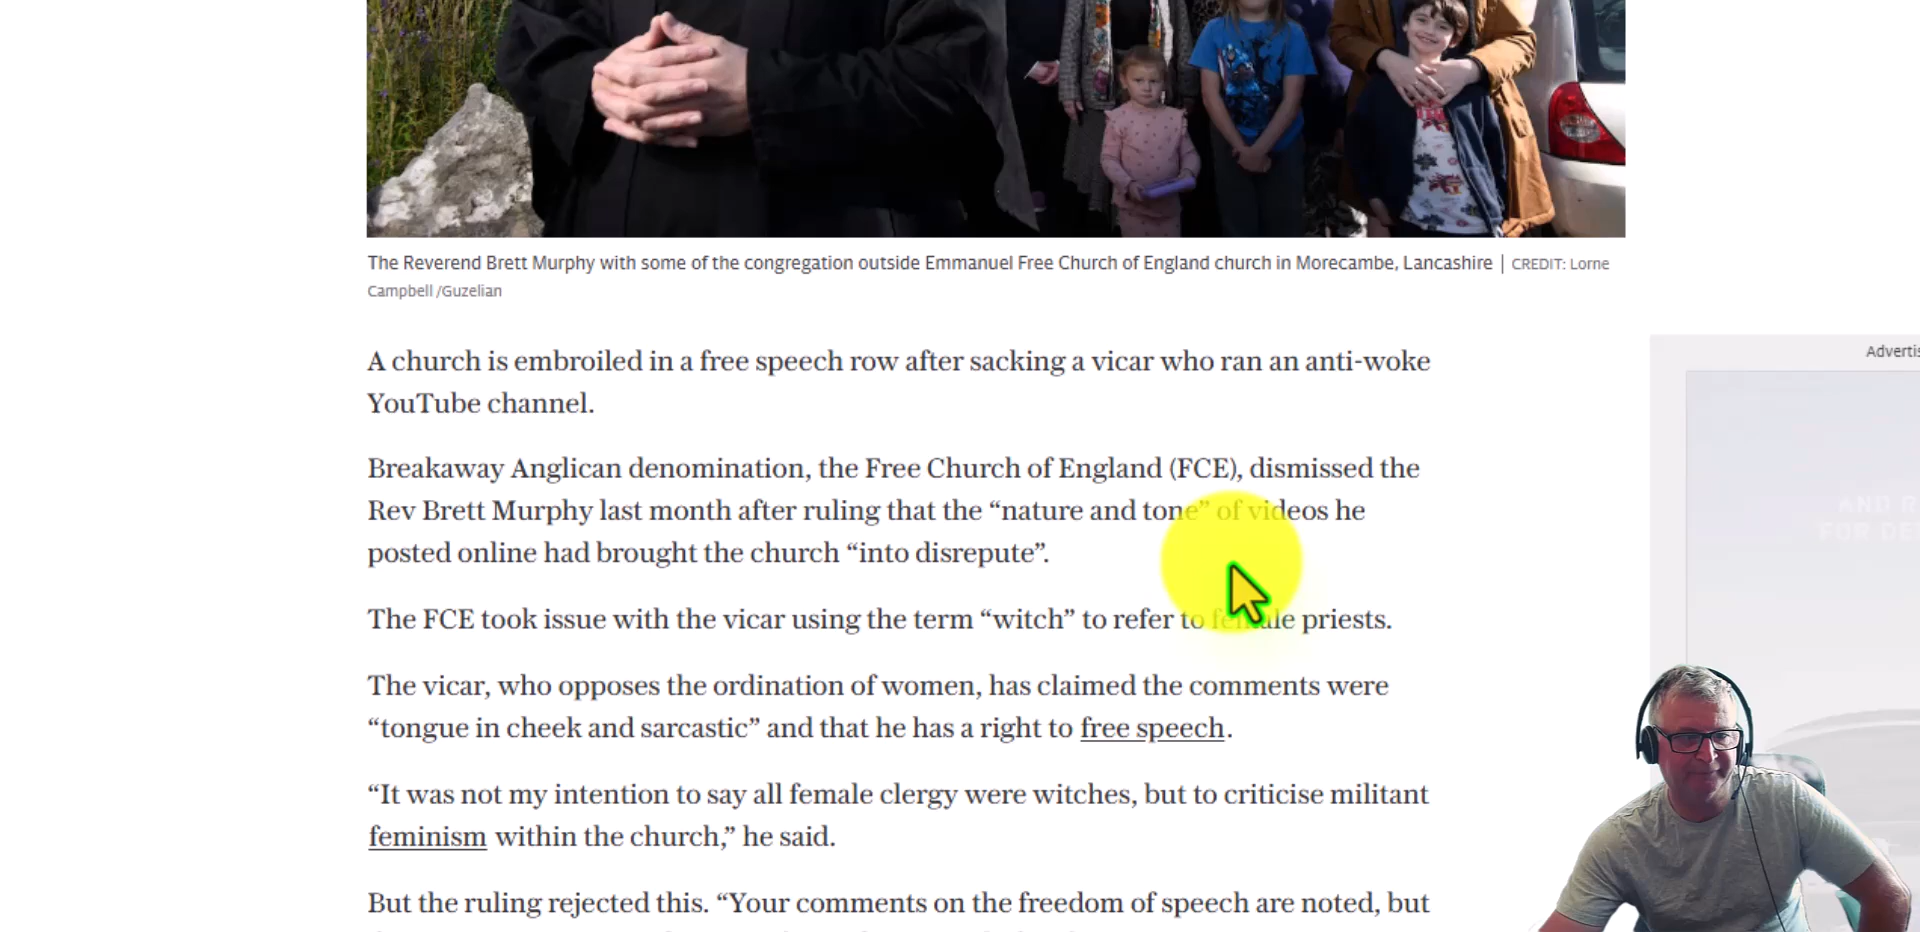 The Reverend Brett Murphy with some of the congregation outside Emmanuel Free Church of England church in Morecambe, Lancashire | CREDIT: Lorne
Campbell /Guzelian
A church is embroiled in a free speech row after sacking a vicar who ran an anti-woke
YouTube channel.
Advertis
Breakaway Anglican denomination, the Free Church of England (FCE), dismissed the
Rev Brett Murphy last month after ruling that the “nature and tone” of videos he
posted online had brought the church “into disrepute”.
AND R
FOR DE
The FCE took issue with the vicar using the term “witch” to refer to female priests.
The vicar, who opposes the ordination of women, has claimed the comments were
“tongue in cheek and sarcastic” and that he has a right to free speech.
“It was not my intention to say all female clergy were witches, but to criticise militant
feminism within the church,” he said.
But the ruling rejected this. “Your comments on the freedom of speech are noted, but